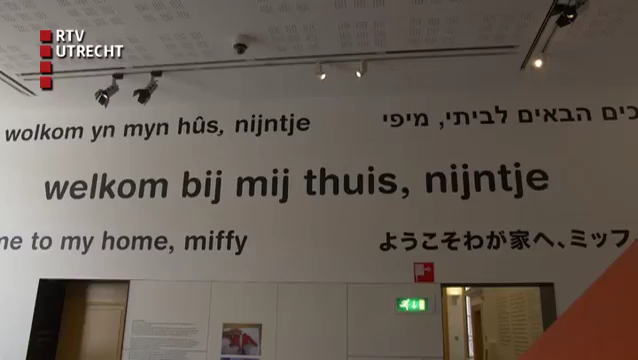 RTV
UTRECHT
wolkom yn myn hûs, nijntje
כים הבאים לביתי, מיפי
welkom bij mij thuis, nijntje
me to my home, miffy
ようこそわが家へ、ミッフ